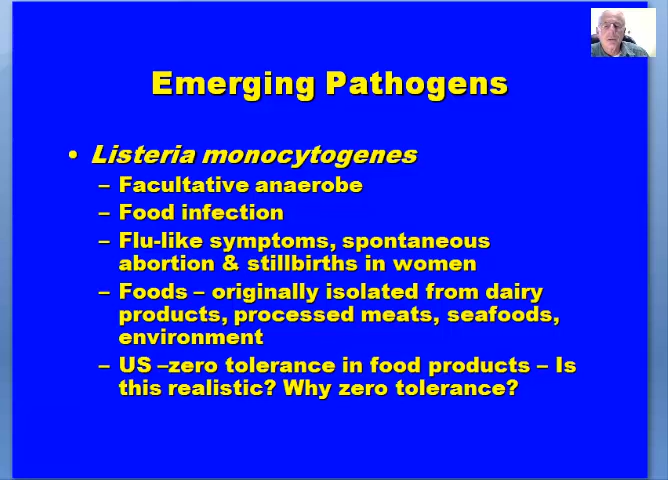 Emerging Pathogens
• Listeria monocytogenes
– Facultative anaerobe
– Food infection
– Flu-like symptoms, spontaneous
abortion & stillbirths in women
– Foods – originally isolated from dairy
products, processed meats, seafoods,
environment
– US –zero tolerance in food products – Is
this realistic? Why zero tolerance?